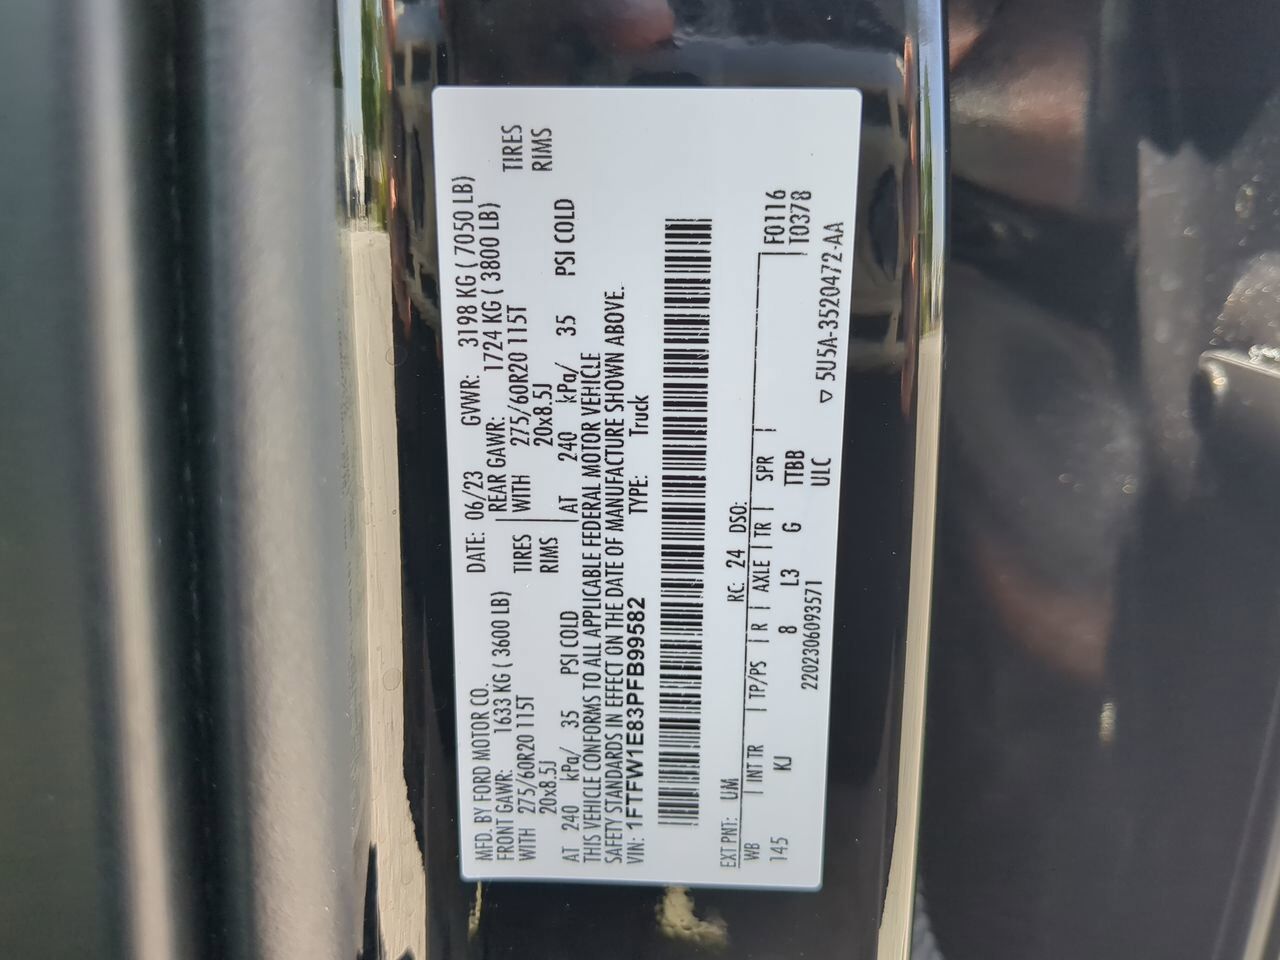 MFD. BY FORD MOTOR CO. DATE: 06/23 GVWR: 3198 KG ( 7050 LB)
FRONT GAWR: 1633 KG ( 3600 LB) REAR GAWR: 1724 KG ( 3800 LB)
WITH 275/60R20 115T TIRES WITH 275/60R20 115T TIRES
20x8.5J RIMS 20x8.5J RIMS
AT 240 kPa/ 35 PSI COLD AT 240 kPa/ 35 PSI COLD
THIS VEHICLE CONFORMS TO ALL APPLICABLE FEDERAL MOTOR VEHICLE
SAFETY STANDARDS IN EFFECT ON THE DATE OF MANUFACTURE SHOWN ABOVE.
VIN: 1FTFW1E83PFB99582 TYPE: Truck
EXT PNT: UM RC: 24 DSO:
WB INT TR TP/PS R AXLE TR SPR F0116
145 KJ 8 L3 G TTBB T0378
2202306093571 ULC ▽ 5U5A-3520472-AA